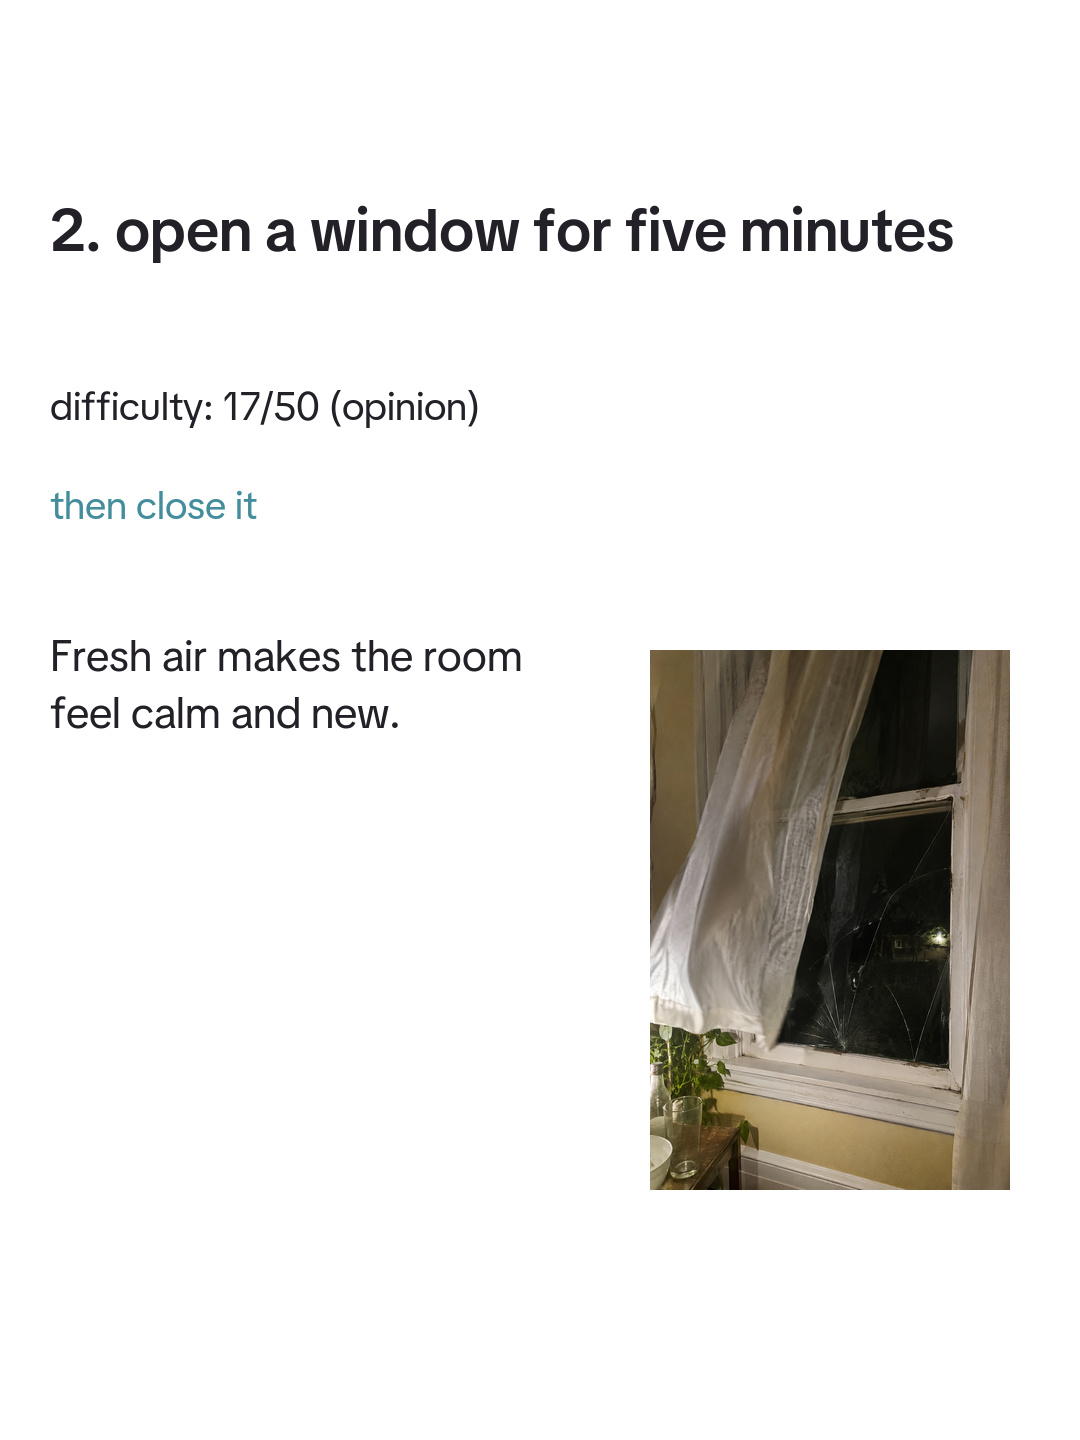 2. open a window for five minutes
difficulty: 17/50 (opinion)
then close it
Fresh air makes the room
feel calm and new.